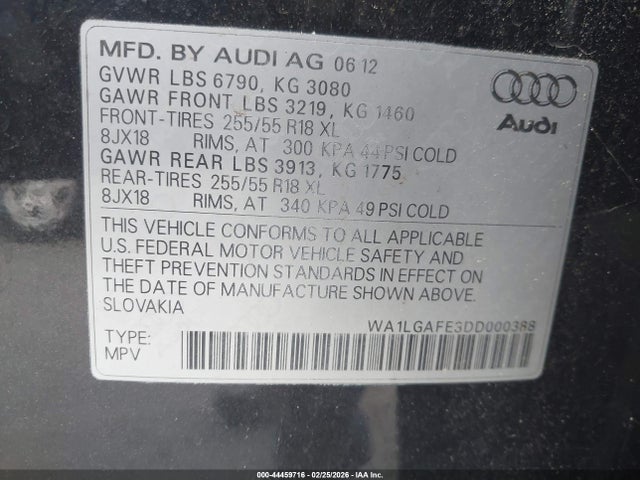 MFD. BY AUDI AG 06 12
GVWR LBS 6790, KG 3080
GAWR FRONT LBS 3219, KG 1460
FRONT-TIRES 255/55 R18 XL
8JX18 RIMS, AT 300 KPA 44 PSI COLD
GAWR REAR LBS 3913, KG 1775
REAR-TIRES 255/55 R18 XL
8JX18 RIMS, AT 340 KPA 49 PSI COLD
Audi
THIS VEHICLE CONFORMS TO ALL APPLICABLE
U.S. FEDERAL MOTOR VEHICLE SAFETY AND
THEFT PREVENTION STANDARDS IN EFFECT ON
THE DATE OF MANUFACTURE SHOWN ABOVE.
SLOVAKIA
WA1LGAFE3DD000388
TYPE:
MPV
000-44459716 - 02/25/2026 - IAA Inc.